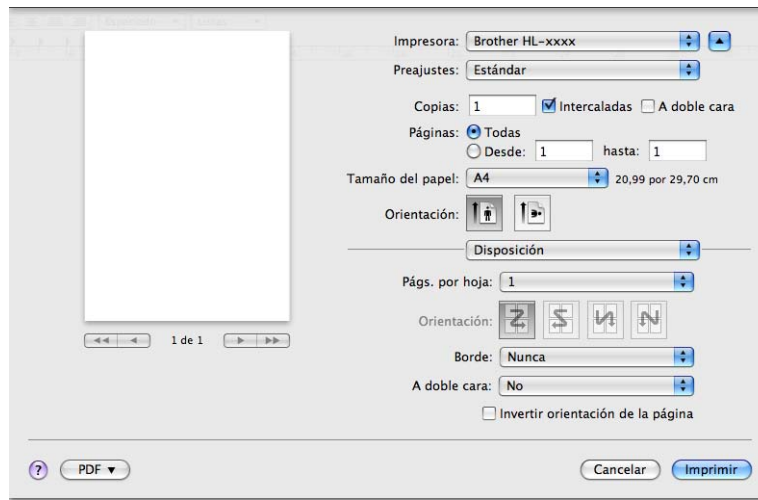 Impresora: Brother HL-xxxx
Preajustes: Estándar
Copias: 1 Intercaladas A doble cara
Páginas: Todas
Desde: 1 hasta: 1
Tamaño del papel: A4 20,99 por 29,70 cm
Orientación:
Disposición
Págs. por hoja: 1
Orientación:
1 de 1
Borde: Nunca
A doble cara: No
Invertir orientación de la página
? PDF Cancelar Imprimir